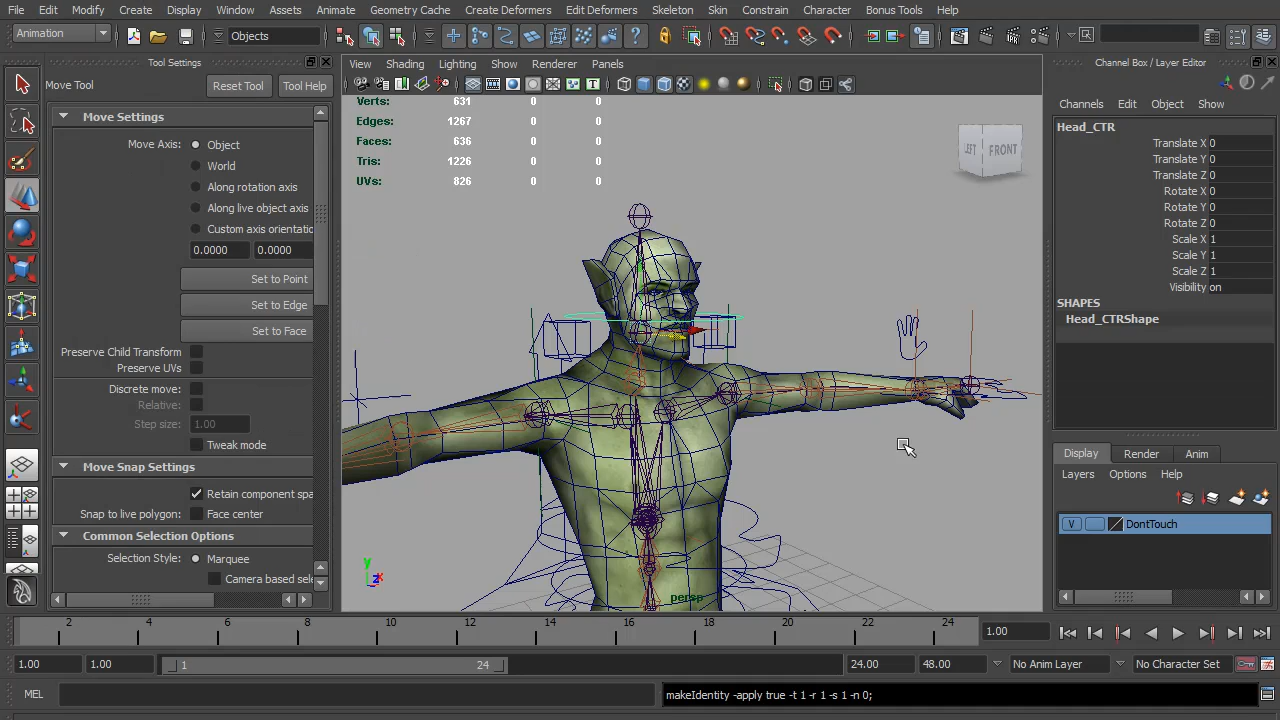 File Edit Modify Create Display Window Assets Animate Geometry Cache Create Deformers Edit Deformers Skeleton Skin Constrain Character Bonus Tools Help
Animation Objects
Tool Settings
Channel Box / Layer Editor
Move Tool Reset Tool Tool Help
View Shading Lighting Show Renderer Panels
Channels Edit Object Show
Move Settings
Move Axis: Object
World
Along rotation axis
Along live object axis
Custom axis orientatic
0.0000 0.0000
Set to Point
Set to Edge
Set to Face
Preserve Child Transform
Preserve UVs
Discrete move:
Relative:
Step size: 1.00
Tweak mode
Move Snap Settings
Retain component spa
Snap to live polygon: Face center
Common Selection Options
Selection Style: Marquee
Camera based sele
Verts: 631 0 0
Edges: 1267 0 0
Faces: 636 0 0
Tris: 1226 0 0
UVs: 826 0 0
LEFT FRONT
y
z x
persp
Head_CTR
Translate X 0
Translate Y 0
Translate Z 0
Rotate X 0
Rotate Y 0
Rotate Z 0
Scale X 1
Scale Y 1
Scale Z 1
Visibility on
SHAPES
Head_CTRShape
Display Render Anim
Layers Options Help
V DontTouch
2 4 6 8 10 12 14 16 18 20 22 24 1.00
1.00 1.00 1 24 24.00 48.00 No Anim Layer No Character Set
MEL makeIdentity -apply true -t 1 -r 1 -s 1 -n 0;